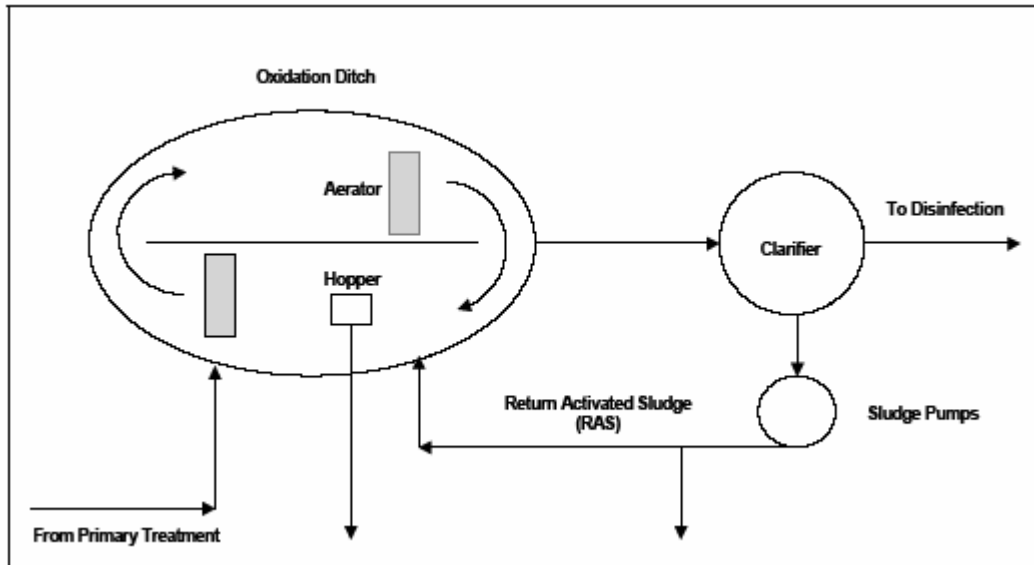 Oxidation Ditch
Aerator
To Disinfection
Clarifier
Hopper
Return Activated Sludge
(RAS)
Sludge Pumps
From Primary Treatment